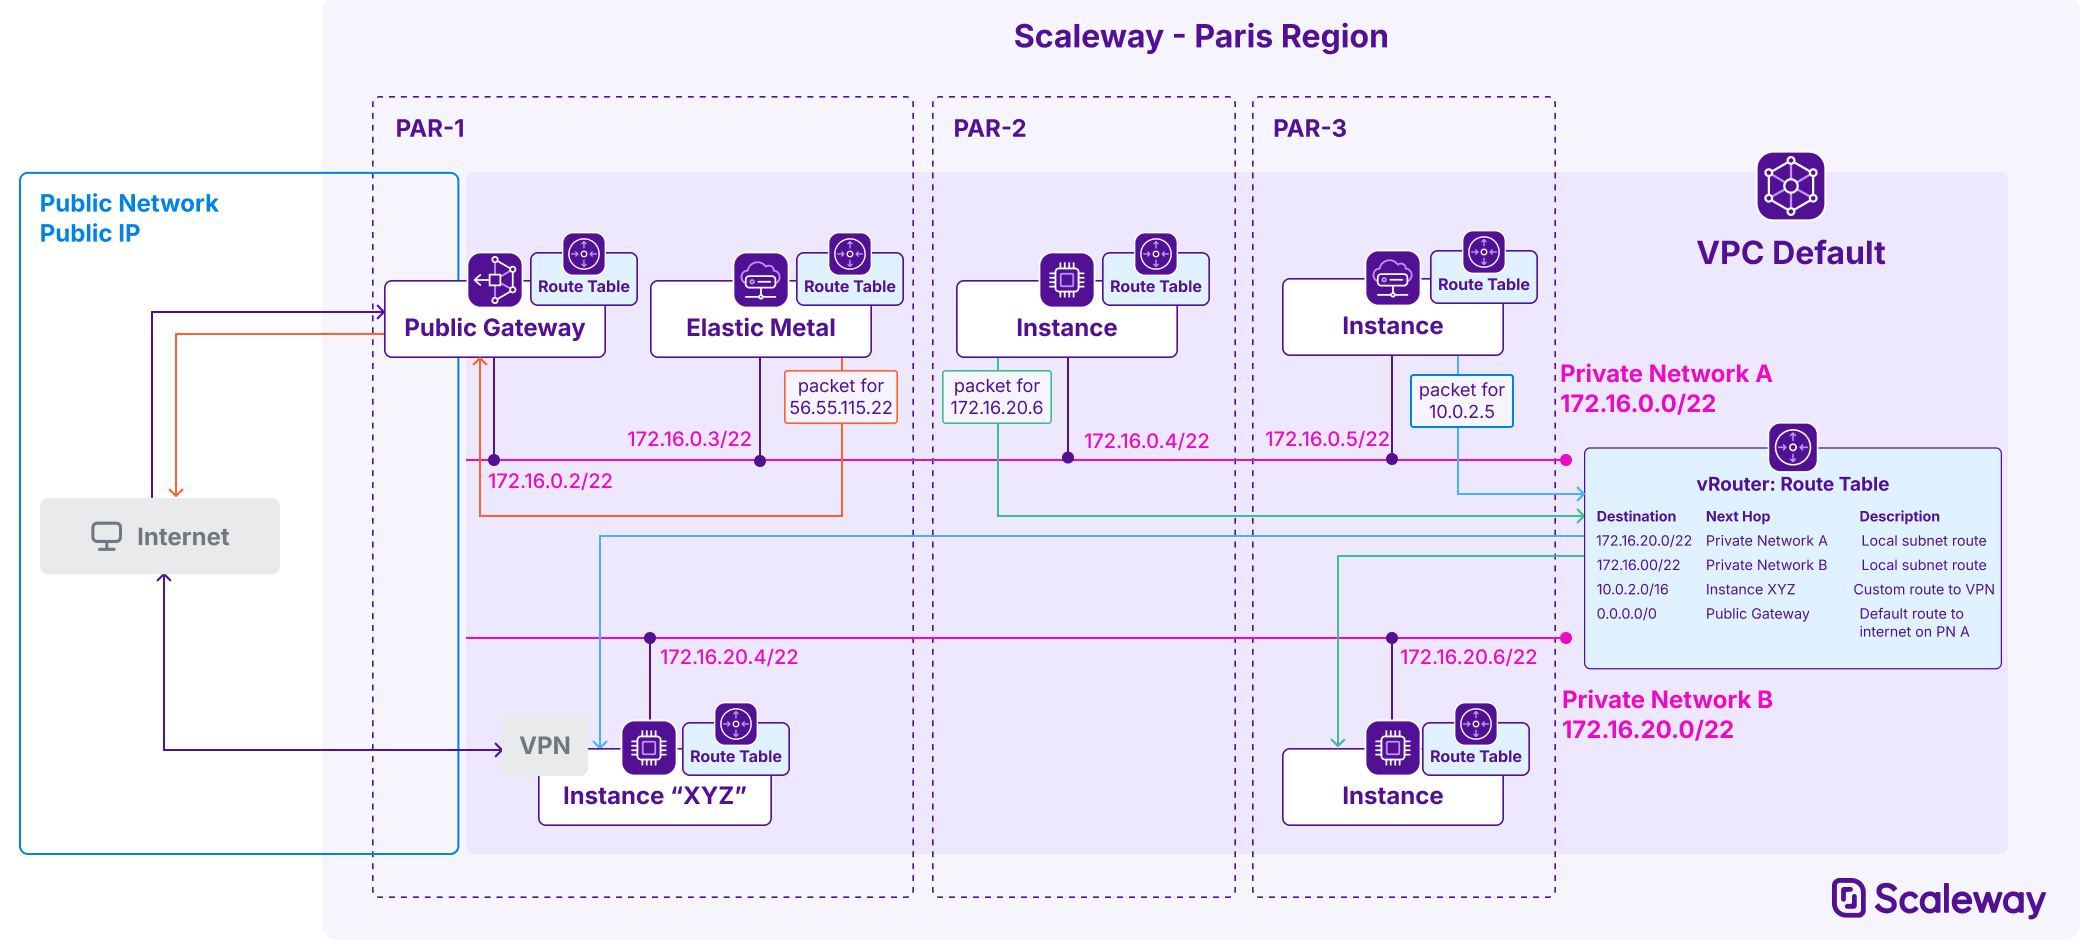 Scaleway - Paris Region
PAR-1
PAR-2
PAR-3
Public Network
Public IP
VPC Default
Route Table
Public Gateway
Route Table
Elastic Metal
Route Table
Instance
Route Table
Instance
packet for
56.55.115.22
packet for
172.16.20.6
packet for
10.0.2.5
Private Network A
172.16.0.0/22
172.16.0.3/22
172.16.0.4/22
172.16.0.5/22
172.16.0.2/22
Internet
vRouter: Route Table
Destination Next Hop Description
172.16.20.0/22 Private Network A Local subnet route
172.16.00/22 Private Network B Local subnet route
10.0.2.0/16 Instance XYZ Custom route to VPN
0.0.0.0/0 Public Gateway Default route to
internet on PN A
172.16.20.4/22
172.16.20.6/22
Private Network B
172.16.20.0/22
VPN
Route Table
Instance “XYZ”
Route Table
Instance
Scaleway